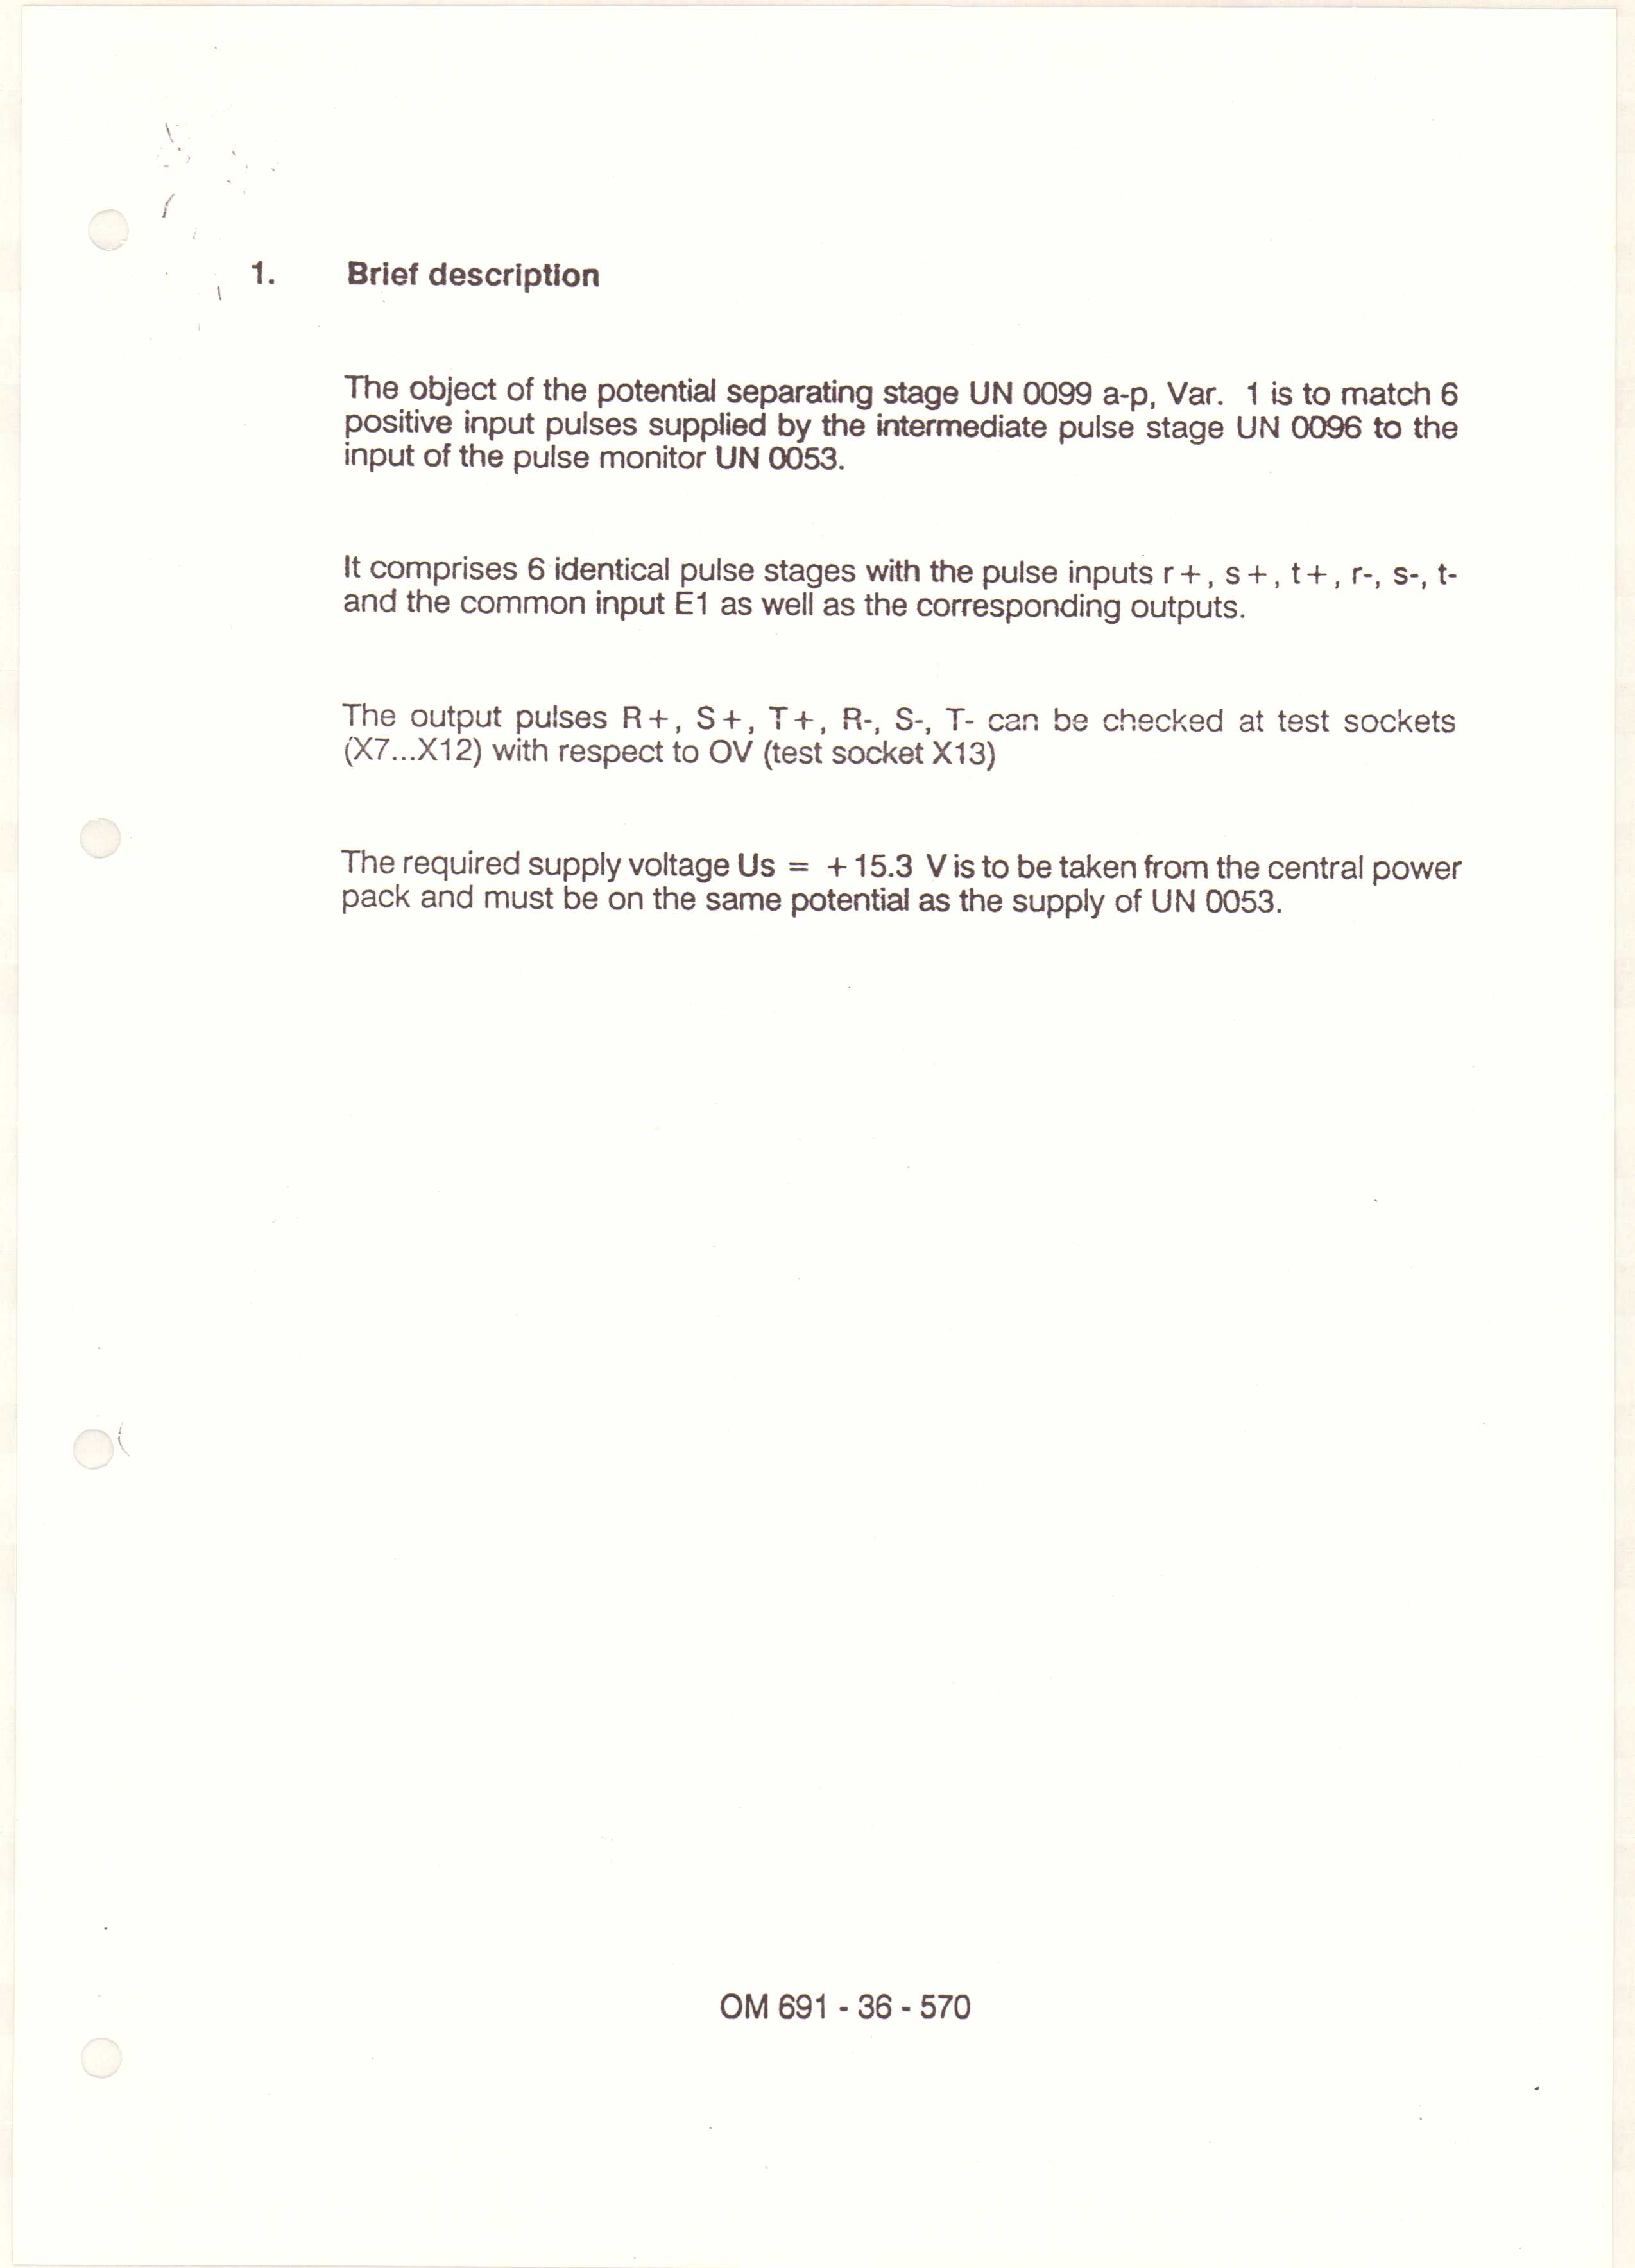 1. Brief description
The object of the potential separating stage UN 0099 a-p, Var. 1 is to match 6
positive input pulses supplied by the intermediate pulse stage UN 0096 to the
input of the pulse monitor UN 0053.
It comprises 6 identical pulse stages with the pulse inputs r+, s+, t+, r-, s-, t-
and the common input E1 as well as the corresponding outputs.
The output pulses R+, S+, T+, R-, S-, T- can be checked at test sockets
(X7...X12) with respect to OV (test socket X13)
The required supply voltage Us = +15.3 V is to be taken from the central power
pack and must be on the same potential as the supply of UN 0053.
OM 691 - 36 - 570